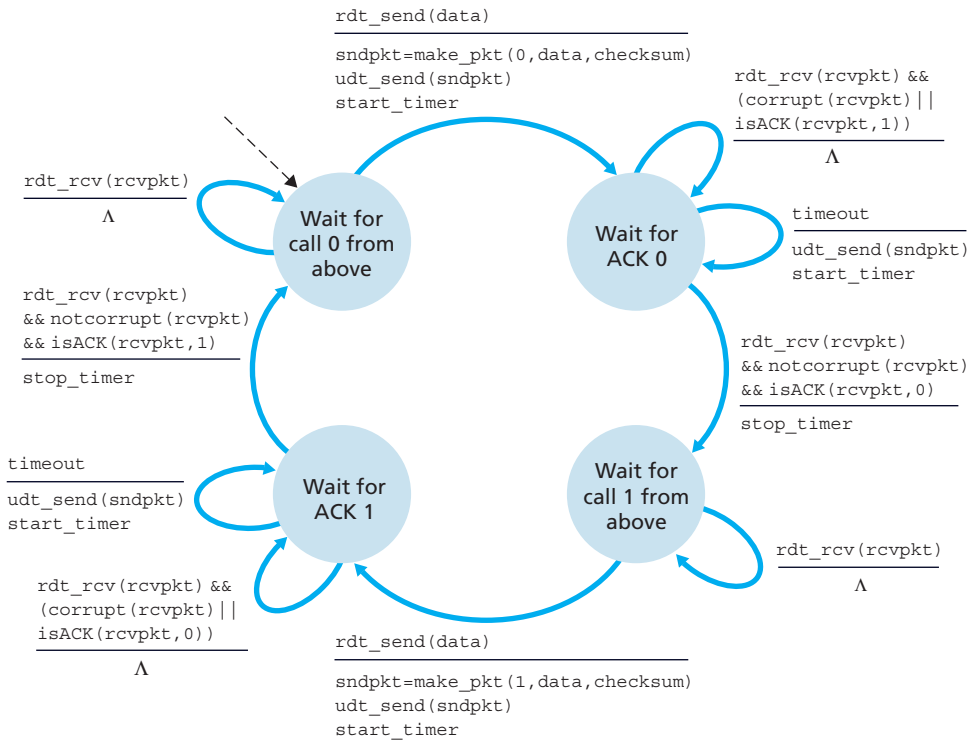 rdt_send(data)
sndpkt=make_pkt(0,data,checksum)
udt_send(sndpkt)
start_timer
rdt_rcv(rcvpkt) &&
(corrupt(rcvpkt)||
isACK(rcvpkt,1))
Λ
rdt_rcv(rcvpkt)
Λ
Wait for
call 0 from
above
Wait for
ACK 0
timeout
udt_send(sndpkt)
start_timer
rdt_rcv(rcvpkt)
&& notcorrupt(rcvpkt)
&& isACK(rcvpkt,1)
stop_timer
rdt_rcv(rcvpkt)
&& notcorrupt(rcvpkt)
&& isACK(rcvpkt,0)
stop_timer
timeout
udt_send(sndpkt)
start_timer
Wait for
ACK 1
Wait for
call 1 from
above
rdt_rcv(rcvpkt)
Λ
rdt_rcv(rcvpkt) &&
(corrupt(rcvpkt)||
isACK(rcvpkt,0))
Λ
rdt_send(data)
sndpkt=make_pkt(1,data,checksum)
udt_send(sndpkt)
start_timer